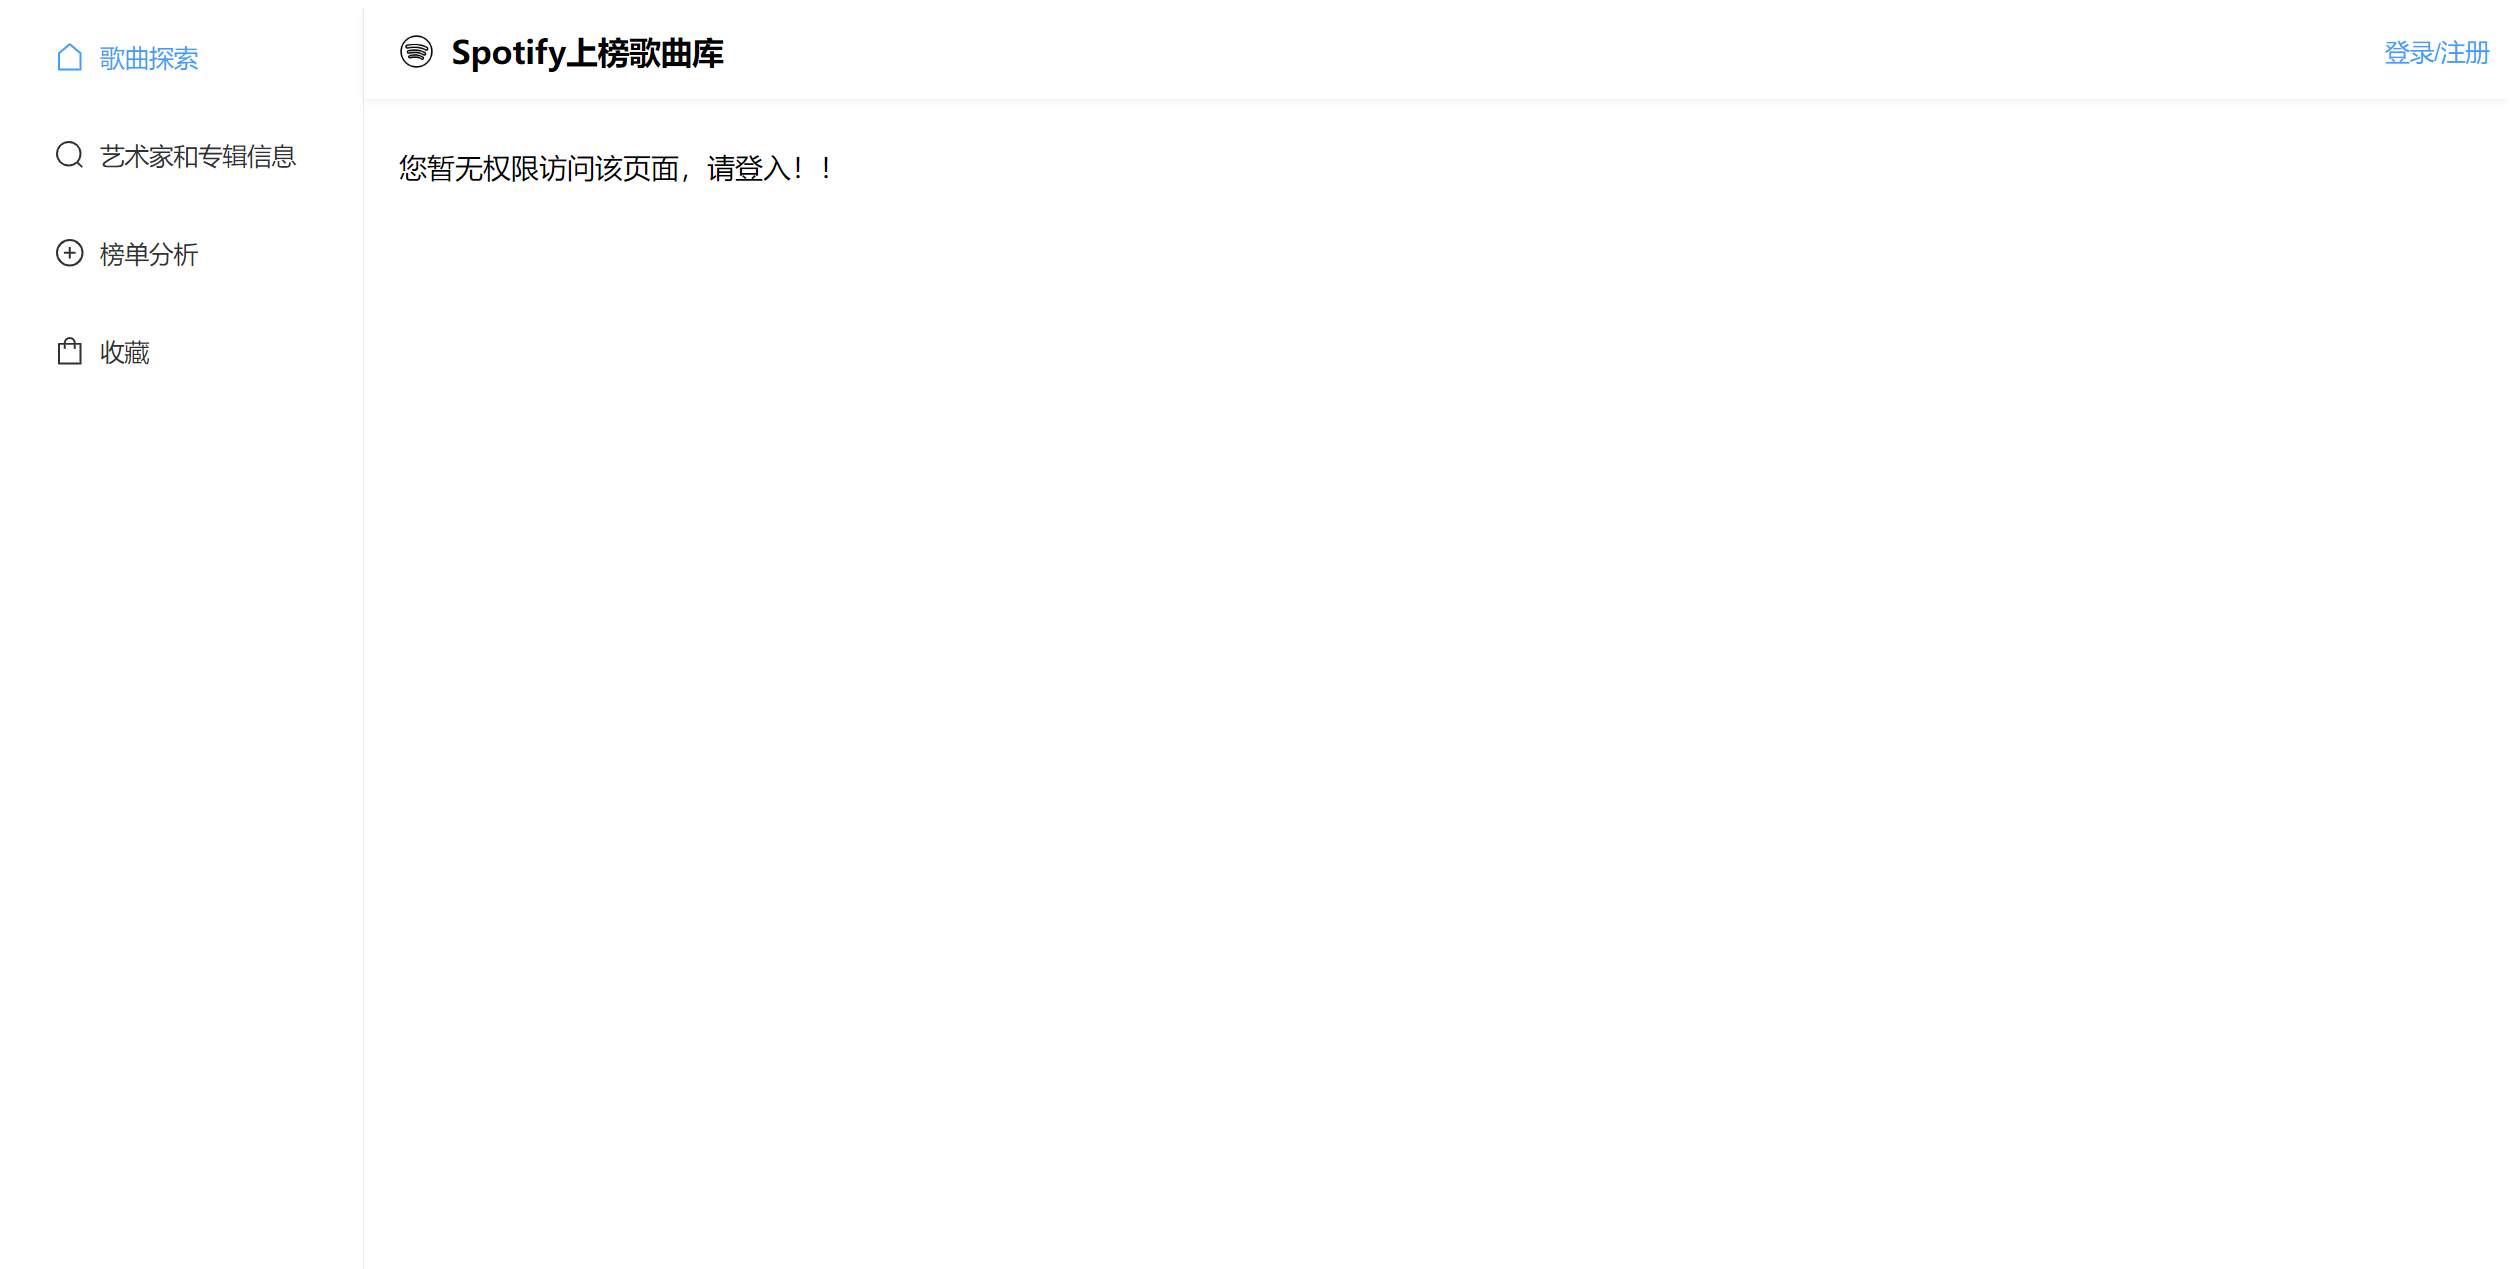 歌曲探索
艺术家和专辑信息
榜单分析
收藏
Spotify上榜歌曲库
登录/注册
您暂无权限访问该页面，请登入！！